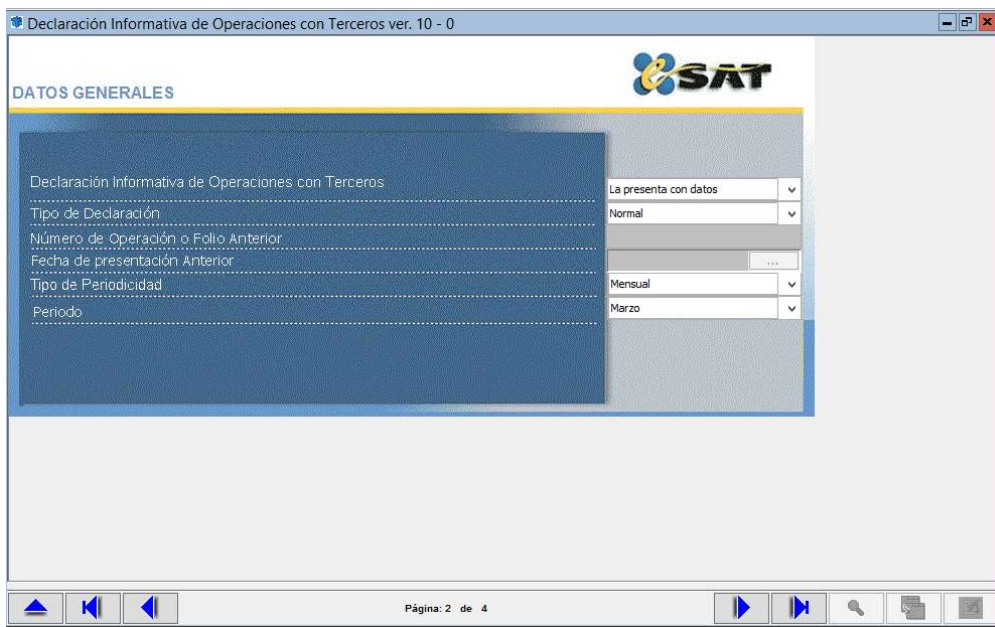 Declaración Informativa de Operaciones con Terceros ver. 10 - 0
SAT
DATOS GENERALES
Declaración Informativa de Operaciones con Terceros
La presenta con datos
Tipo de Declaración
Normal
Número de Operación o Folio Anterior
Fecha de presentación Anterior
...
Tipo de Periodicidad
Mensual
Periodo
Marzo
Página: 2 de 4